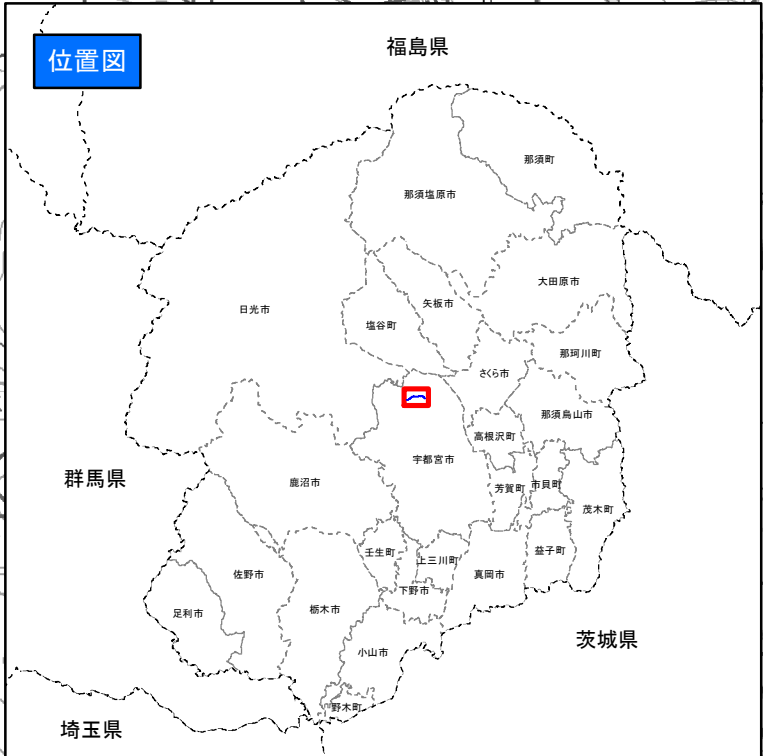 福島県
位置図
那須町
那須塩原市
大田原市
日光市
矢板市
塩谷町
那珂川町
さくら市
那須烏山市
高根沢町
宇都宮市
群馬県
鹿沼市
芳賀町
市貝町
茂木町
壬生町
上三川町
益子町
佐野市
真岡市
下野市
足利市
栃木市
茨城県
小山市
野木町
埼玉県